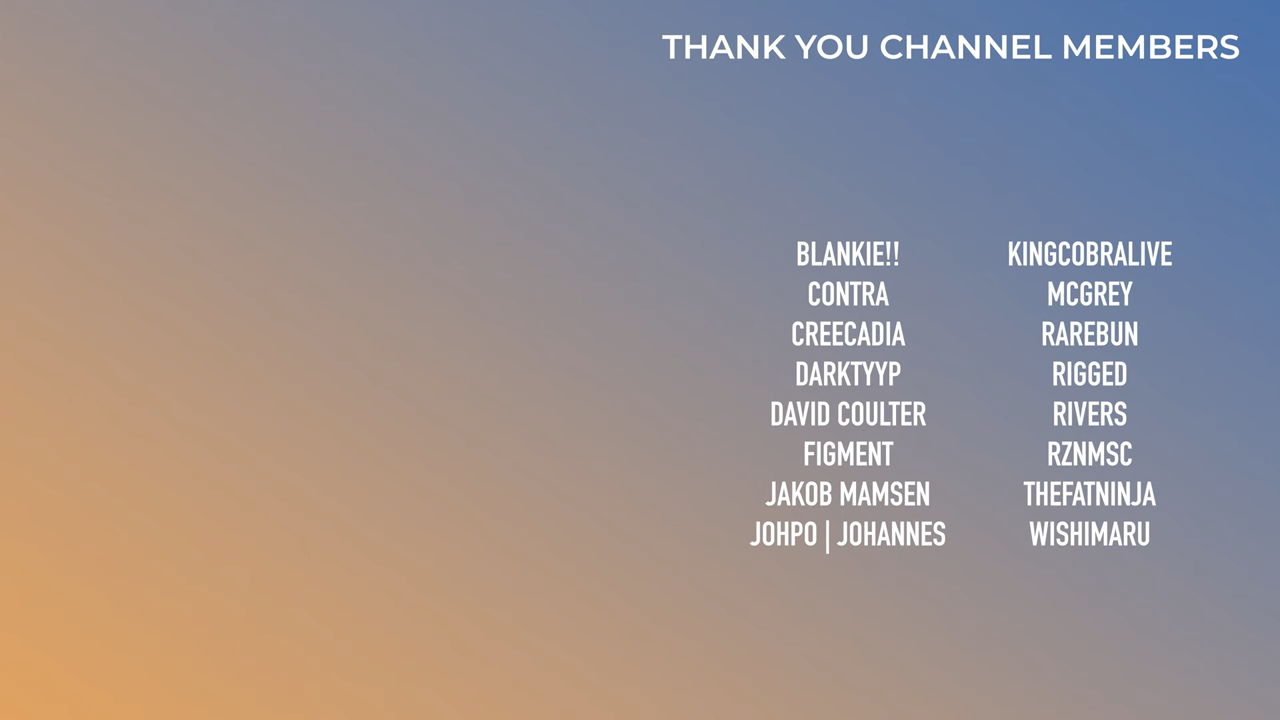 THANK YOU CHANNEL MEMBERS
BLANKIE!!
CONTRA
CREECADIA
DARKTYYP
DAVID COULTER
FIGMENT
JAKOB MAMSEN
JOHPO | JOHANNES
KINGCOBRALIVE
MCGREY
RAREBUN
RIGGED
RIVERS
RZNMSC
THEFATNINJA
WISHIMARU